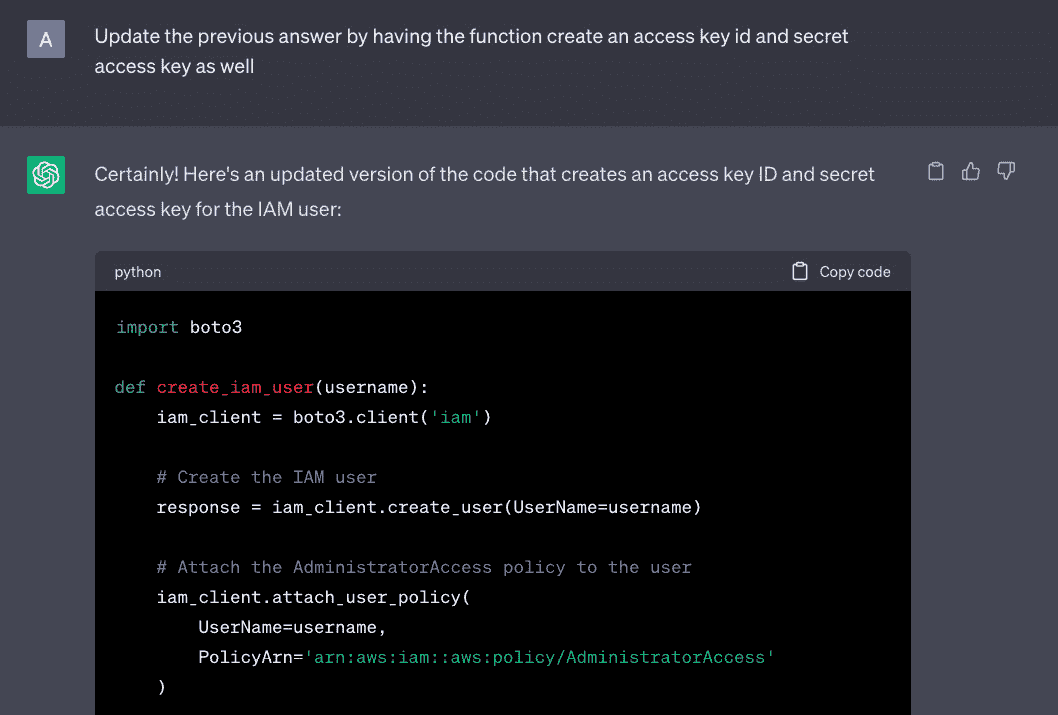 A
Update the previous answer by having the function create an access key id and secret
access key as well
Certainly! Here's an updated version of the code that creates an access key ID and secret
access key for the IAM user:
python
Copy code
import boto3
def create_iam_user(username):
    iam_client = boto3.client('iam')
    # Create the IAM user
    response = iam_client.create_user(UserName=username)
    # Attach the AdministratorAccess policy to the user
    iam_client.attach_user_policy(
        UserName=username,
        PolicyArn='arn:aws:iam::aws:policy/AdministratorAccess'
    )